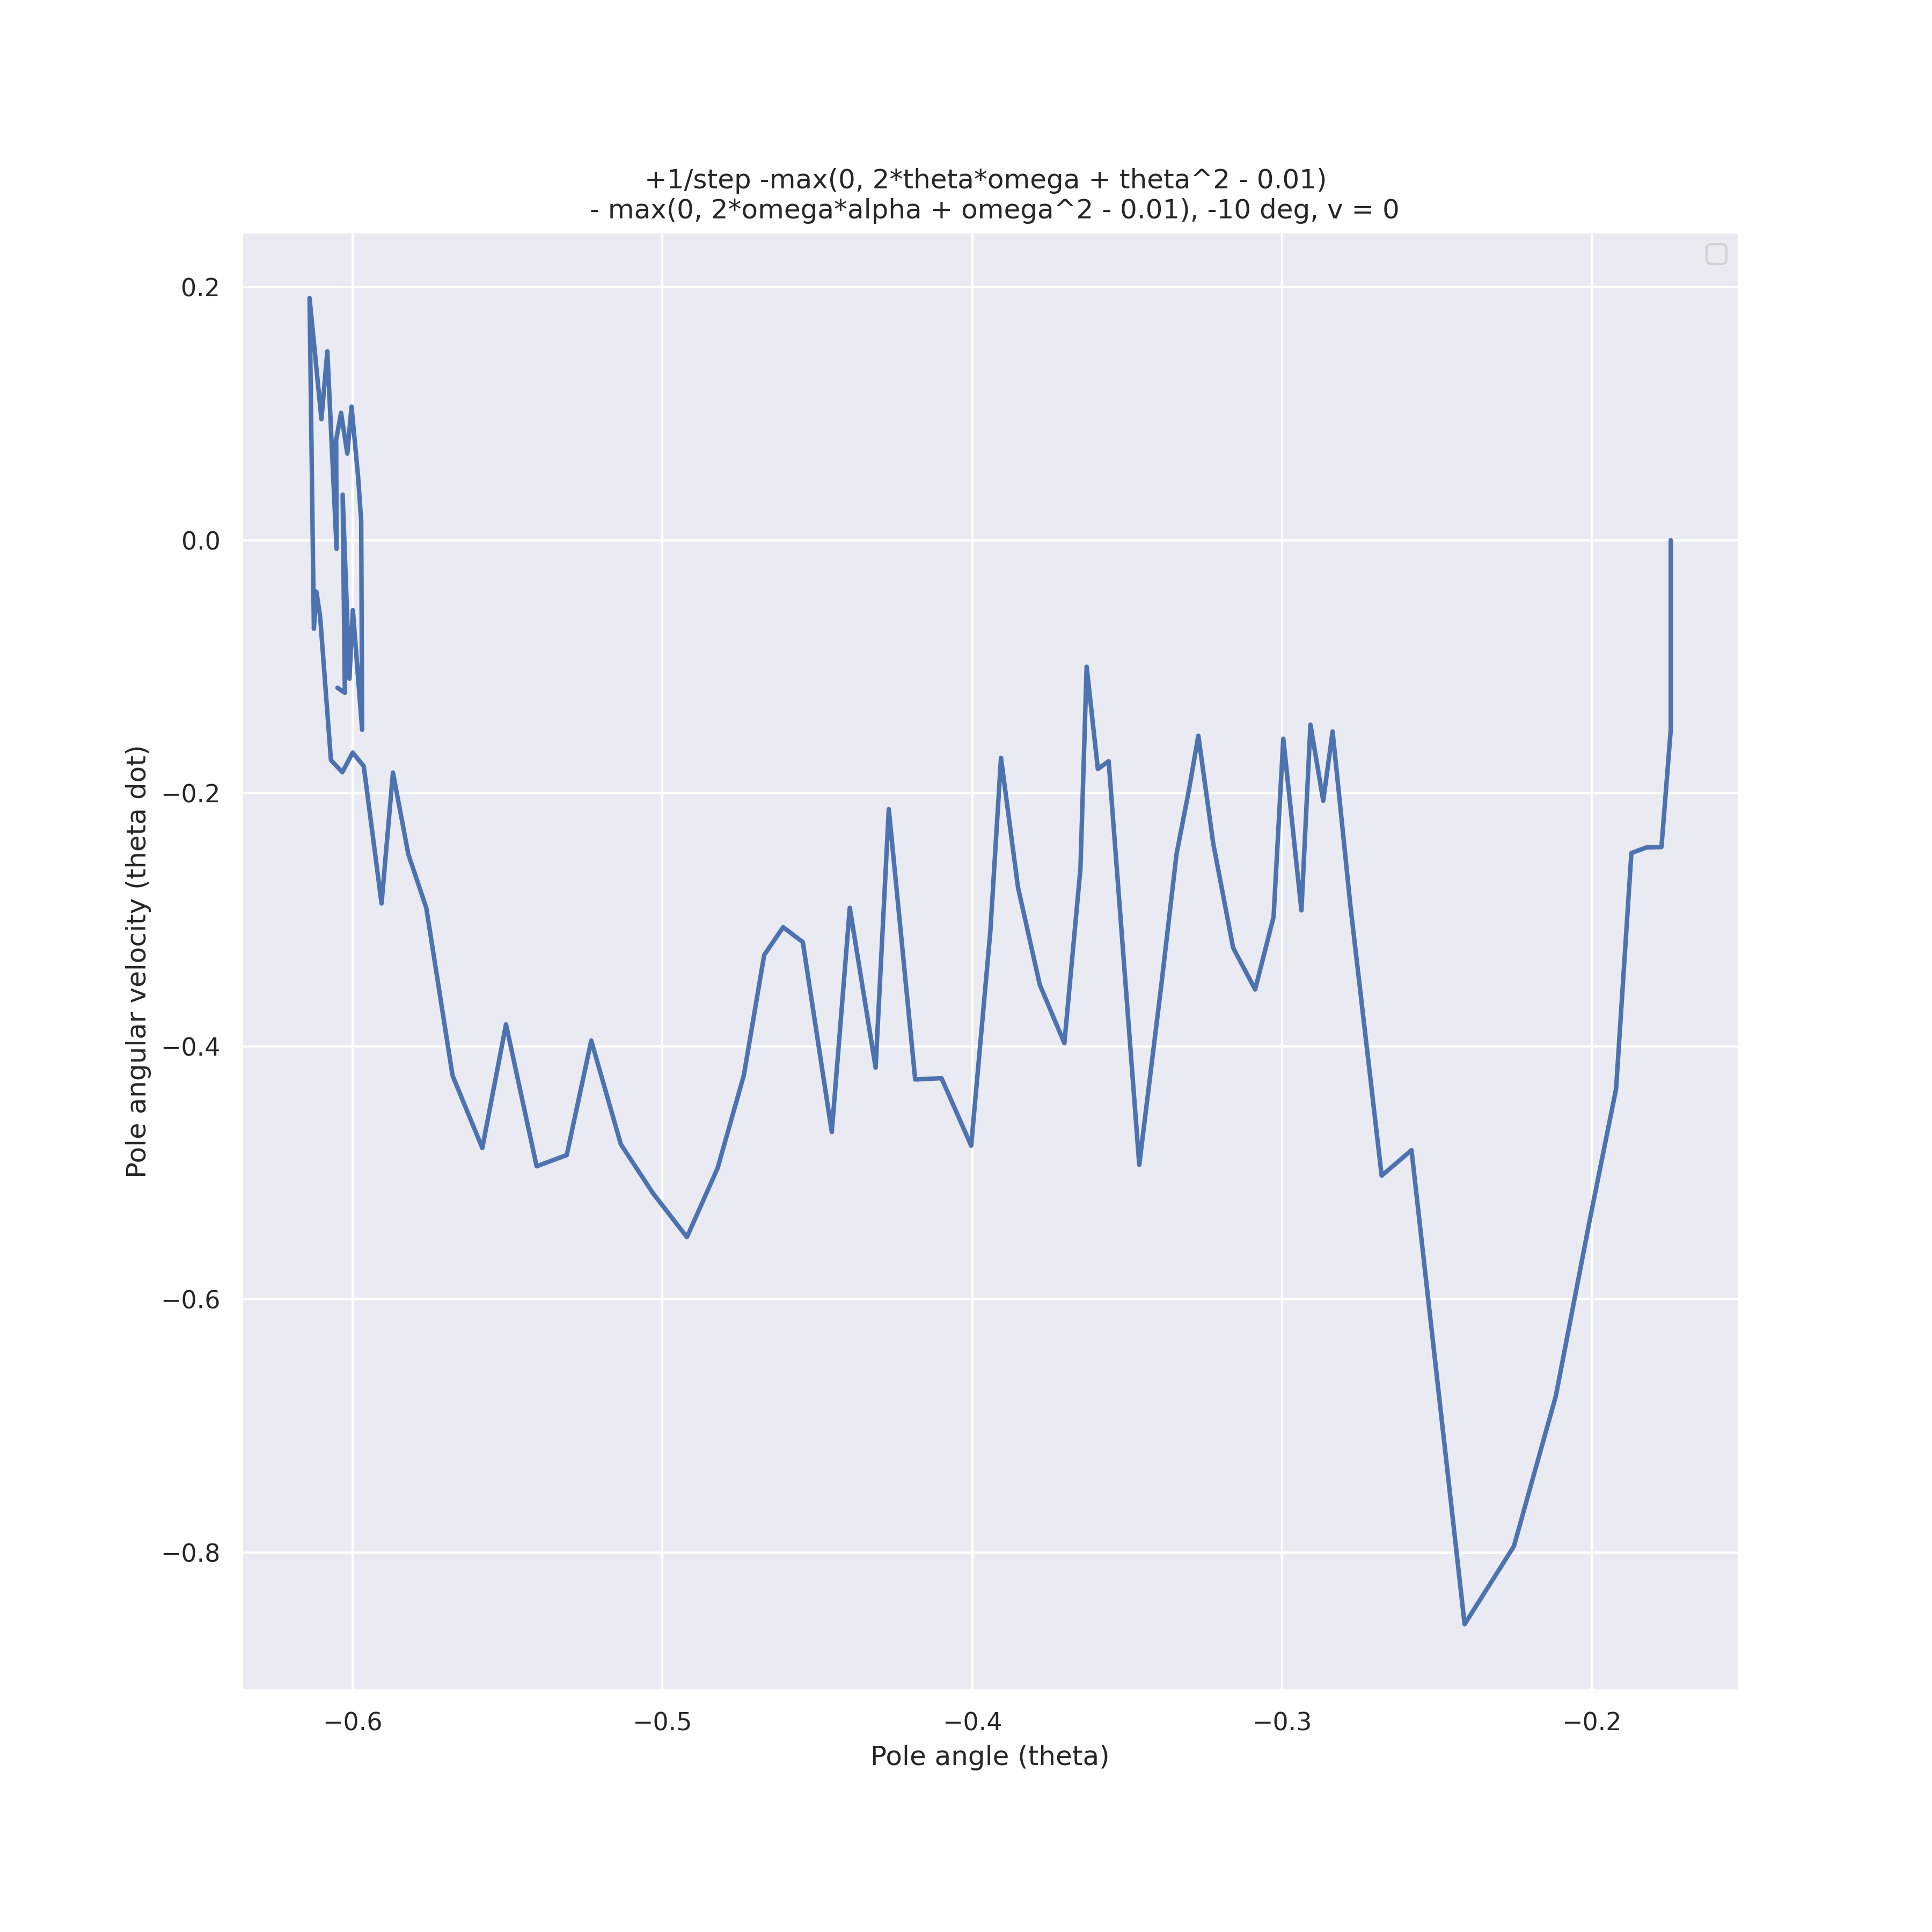 +1/step -max(0, 2*theta*omega + theta^2 - 0.01)
- max(0, 2*omega*alpha + omega^2 - 0.01), -10 deg, v = 0
0.2
0.0
−0.2
−0.4
−0.6
−0.8
Pole angular velocity (theta dot)
−0.6
−0.5
−0.4
−0.3
−0.2
Pole angle (theta)